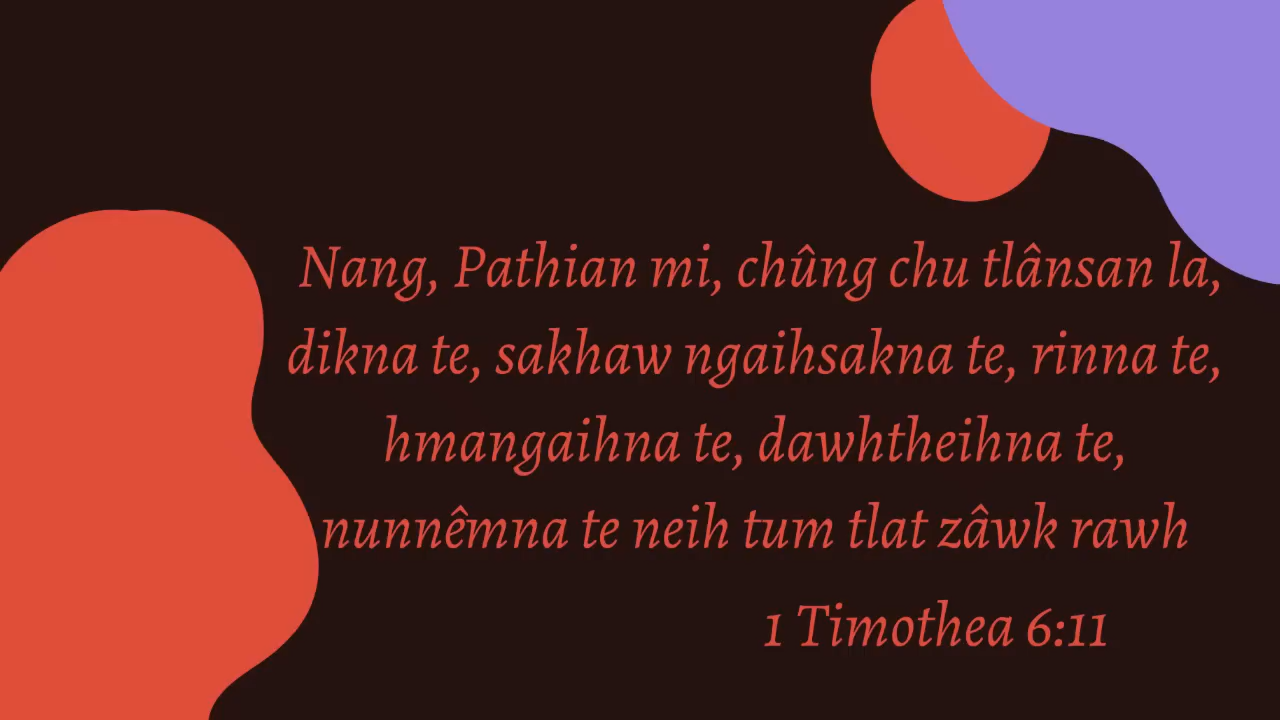 Nang, Pathian mi, chûng chu tlânsan la,
dikna te, sakhaw ngaihsakna te, rinna te,
hmangaihna te, dawhtheihna te,
nunnêmna te neih tum tlat zâwk rawh
1 Timothea 6:11